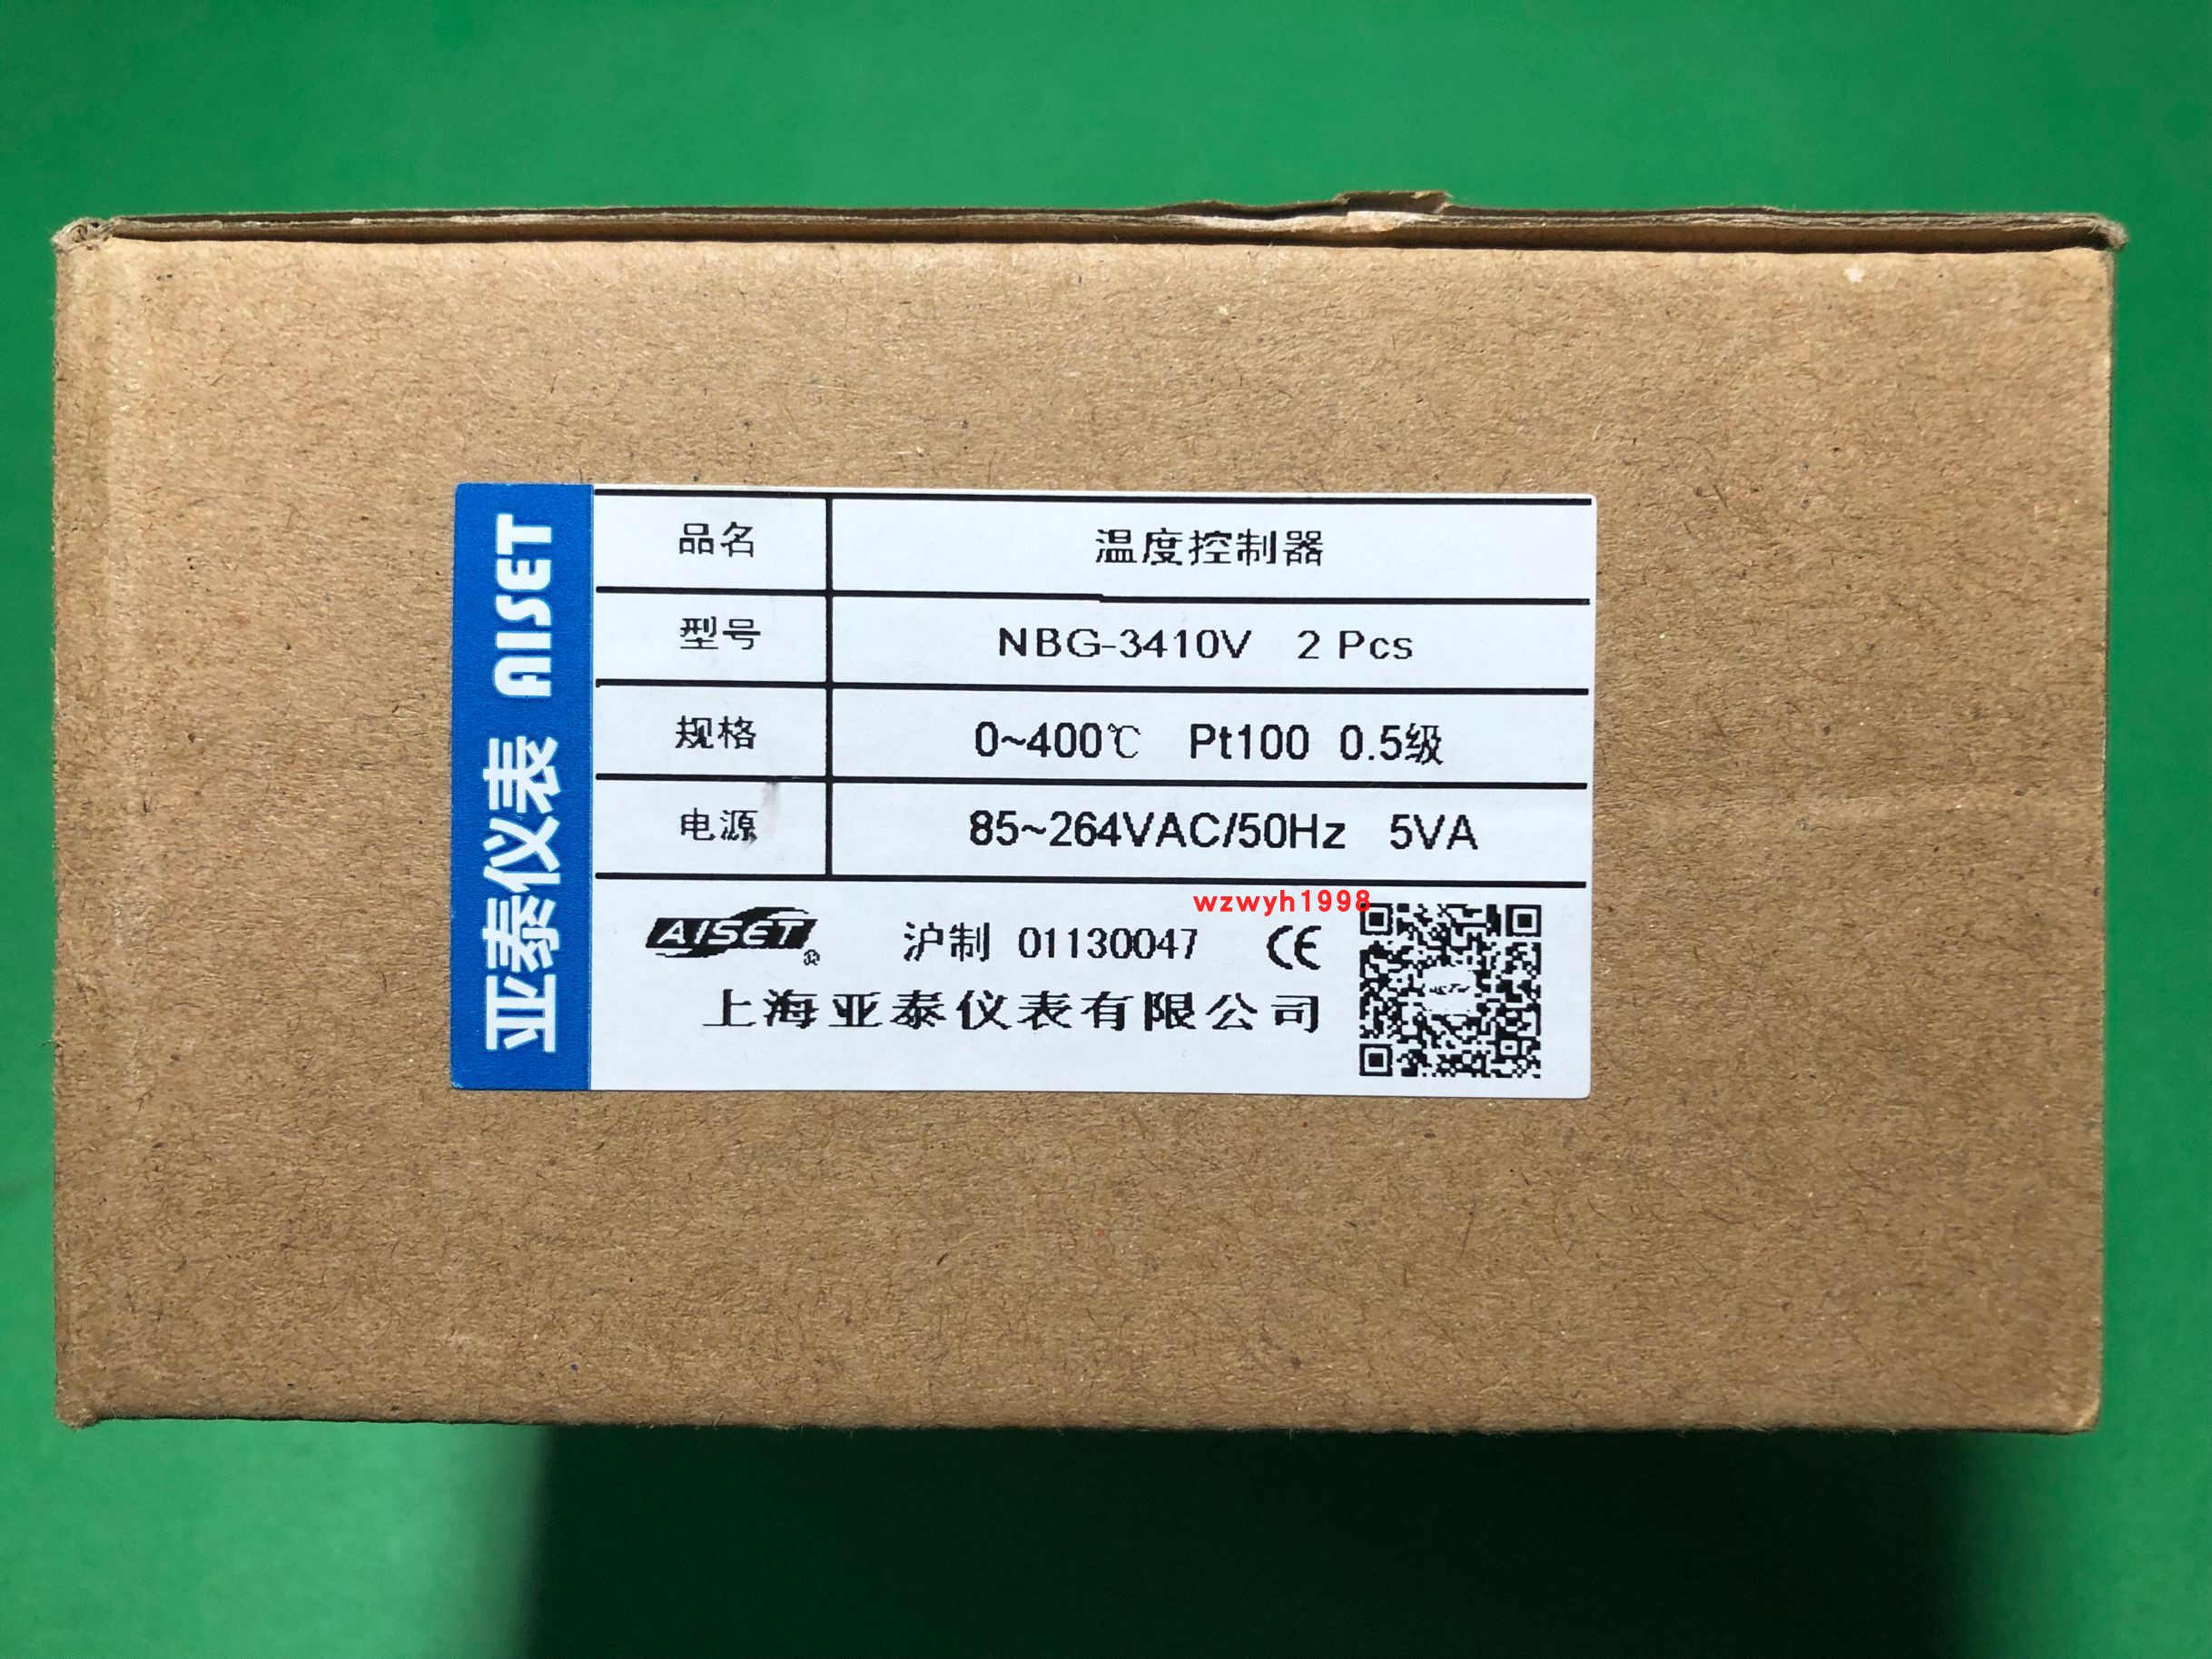 亚泰仪表 AISET
品名 温度控制器
型号 NBG-3410V 2 Pcs
规格 0~400℃ Pt100 0.5级
电源 85~264VAC/50Hz 5VA
wzwyh1998
AISET® 沪制 01130047 CE
上海亚泰仪表有限公司